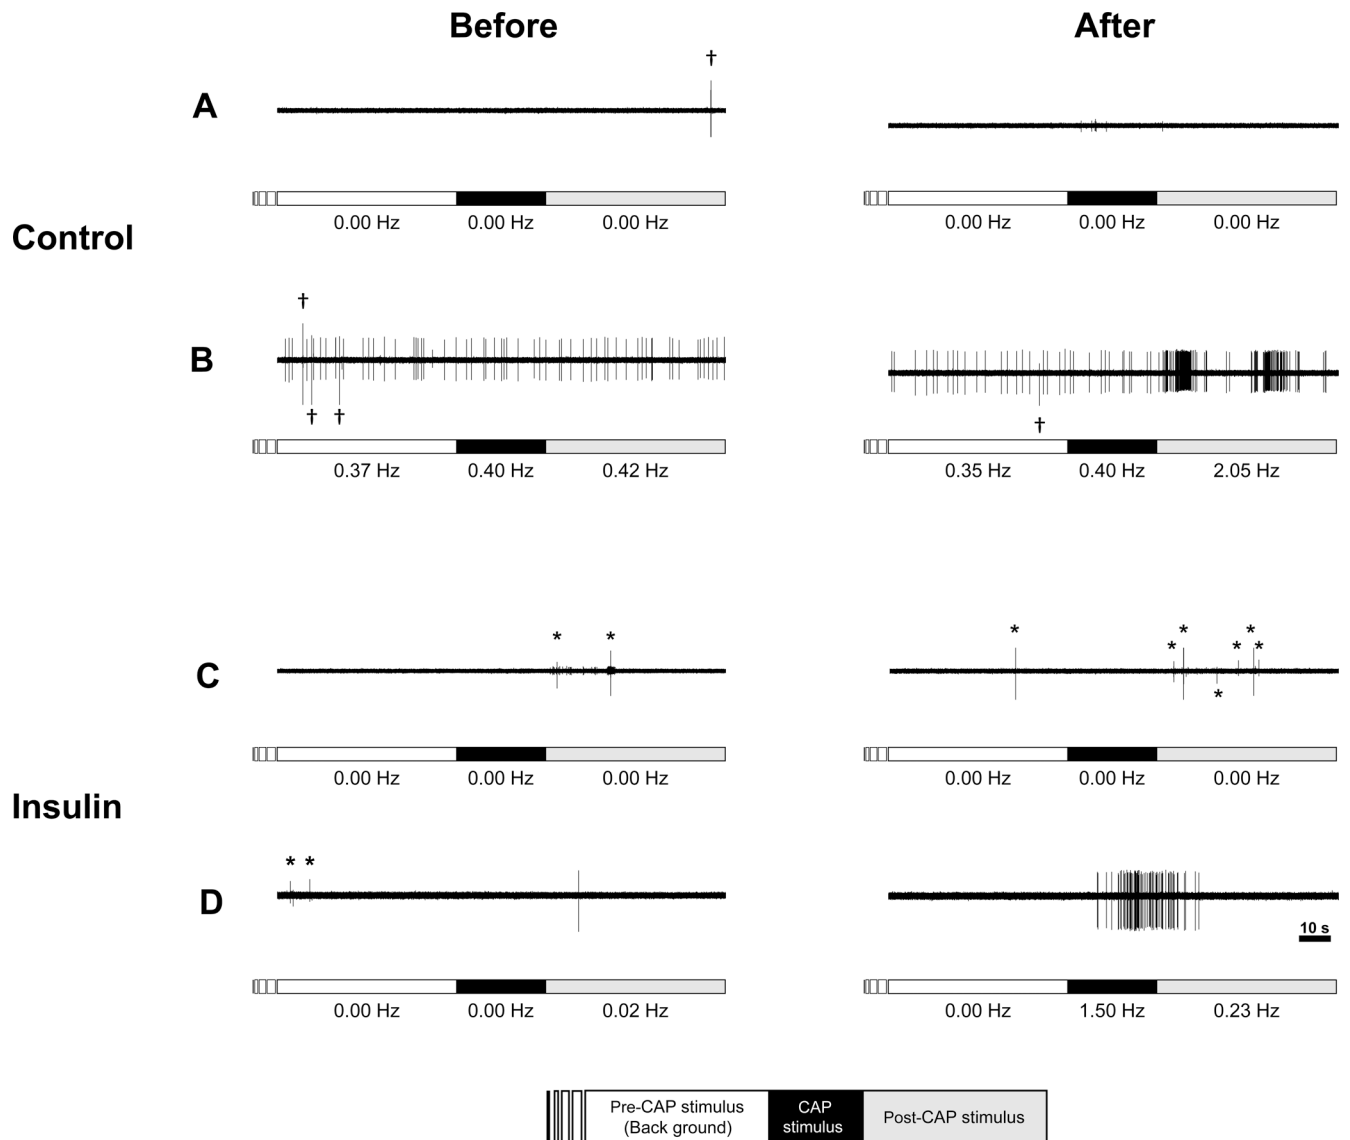 Before After
†
A
0.00 Hz 0.00 Hz 0.00 Hz 0.00 Hz 0.00 Hz 0.00 Hz
Control
†
B
† †
†
0.37 Hz 0.40 Hz 0.42 Hz 0.35 Hz 0.40 Hz 2.05 Hz
* * * * * * *
C
*
0.00 Hz 0.00 Hz 0.00 Hz 0.00 Hz 0.00 Hz 0.00 Hz
Insulin
* *
D
10 s
0.00 Hz 0.00 Hz 0.02 Hz 0.00 Hz 1.50 Hz 0.23 Hz
Pre-CAP stimulus
(Back ground)
CAP
stimulus
Post-CAP stimulus